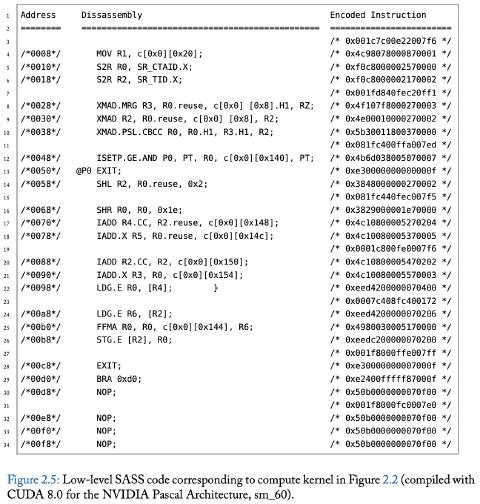 1 Address Disassembly Encoded Instruction
2 ======== ======================================== ======================
3 /* 0x001c7c00e22007f6 */
4 /*0008*/ MOV R1, c[0x0][0x20]; /* 0x4c98078000870001 */
5 /*0010*/ S2R R0, SR_CTAID.X; /* 0xf0c8000002570000 */
6 /*0018*/ S2R R2, SR_TID.X; /* 0xf0c8000002170002 */
7 /* 0x001fd840fec20ff1 */
8 /*0028*/ XMAD.MRG R3, R0.reuse, c[0x0] [0x8].H1, RZ; /* 0x4f107f8000270003 */
9 /*0030*/ XMAD R2, R0.reuse, c[0x0] [0x8], R2; /* 0x4e00010000270002 */
10 /*0038*/ XMAD.PSL.CBCC R0, R0.H1, R3.H1, R2; /* 0x5b30011800370000 */
11 /* 0x081fc400ffa007ed */
12 /*0048*/ ISETP.GE.AND P0, PT, R0, c[0x0][0x140], PT; /* 0x4b6d038005070007 */
13 /*0050*/ @P0 EXIT; /* 0xe30000000000000f */
14 /*0058*/ SHL R2, R0.reuse, 0x2; /* 0x3848000000270002 */
15 /* 0x081fc440fec007f5 */
16 /*0068*/ SHR R0, R0, 0x1e; /* 0x3829000001e70000 */
17 /*0070*/ IADD R4.CC, R2.reuse, c[0x0][0x148]; /* 0x4c10800005270204 */
18 /*0078*/ IADD.X R5, R0.reuse, c[0x0][0x14c]; /* 0x4c10080005370005 */
19 /* 0x0001c800fe0007f6 */
20 /*0088*/ IADD R2.CC, R2, c[0x0][0x150]; /* 0x4c10800005470202 */
21 /*0090*/ IADD.X R3, R0, c[0x0][0x154]; /* 0x4c10080005570003 */
22 /*0098*/ LDG.E R0, [R4]; } /* 0xeed4200000070400 */
23 /* 0x0007c408fc400172 */
24 /*00a8*/ LDG.E R6, [R2]; /* 0xeed4200000070206 */
25 /*00b0*/ FFMA R0, R0, c[0x0][0x144], R6; /* 0x4980030005170000 */
26 /*00b8*/ STG.E [R2], R0; /* 0xeedc200000070200 */
27 /* 0x001f8000ffe007ff */
28 /*00c8*/ EXIT; /* 0xe30000000007000f */
29 /*00d0*/ BRA 0xd0; /* 0xe2400fffff87000f */
30 /*00d8*/ NOP; /* 0x50b0000000070f00 */
31 /* 0x001f8000fc0007e0 */
32 /*00e8*/ NOP; /* 0x50b0000000070f00 */
33 /*00f0*/ NOP; /* 0x50b0000000070f00 */
34 /*00f8*/ NOP; /* 0x50b0000000070f00 */
Figure 2.5: Low-level SASS code corresponding to compute kernel in Figure 2.2 (compiled with
CUDA 8.0 for the NVIDIA Pascal Architecture, sm_60).